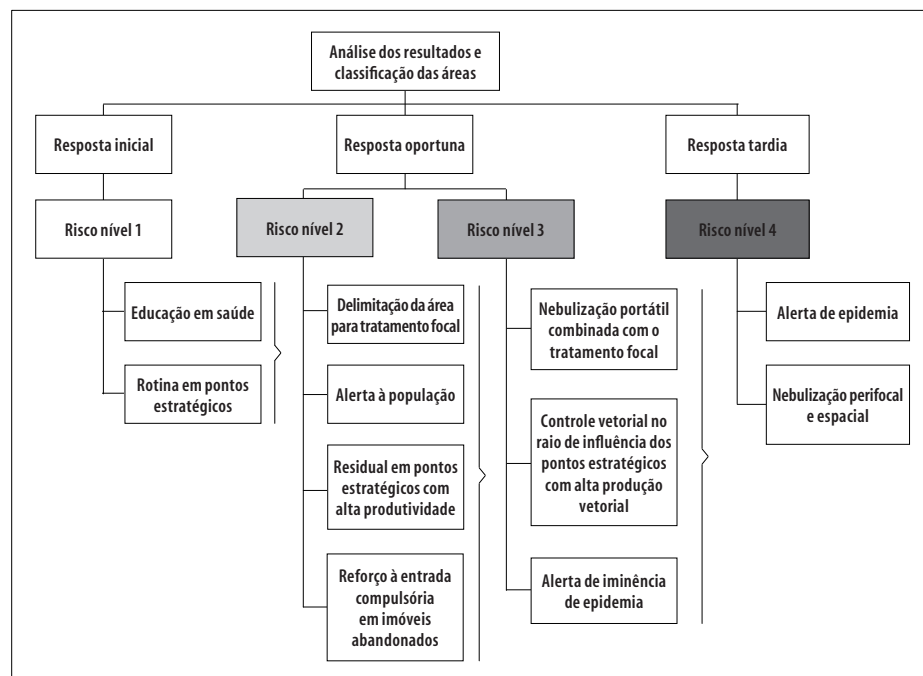 Análise dos resultados e
classificação das áreas
Resposta inicial
Resposta oportuna
Resposta tardia
Risco nível 1
Risco nível 2
Risco nível 3
Risco nível 4
Educação em saúde
Rotina em pontos
estratégicos
Delimitação da área
para tratamento focal
Alerta à população
Residual em pontos
estratégicos com
alta produtividade
Reforço à entrada
compulsória
em imóveis
abandonados
Nebulização portátil
combinada com o
tratamento focal
Controle vetorial no
raio de influência dos
pontos estratégicos
com alta produção
vetorial
Alerta de iminência
de epidemia
Alerta de epidemia
Nebulização perifocal
e espacial